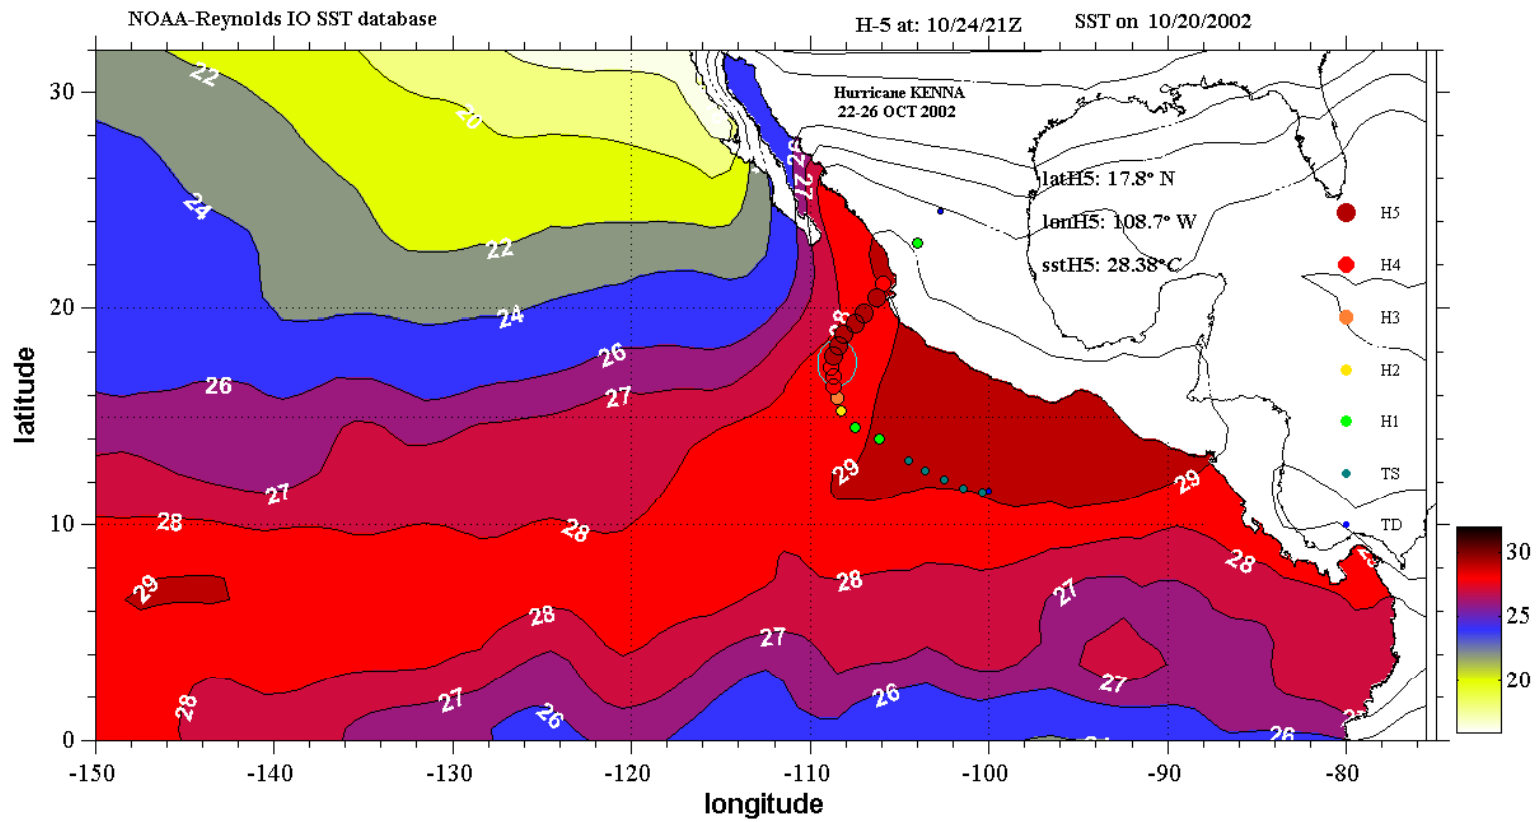 NOAA-Reynolds IO SST database
H-5 at: 10/24/21Z
SST on 10/20/2002
Hurricane KENNA
22-26 OCT 2002
latH5: 17.8° N
lonH5: 108.7° W
sstH5: 28.38°C
H5
H4
H3
H2
H1
TS
TD
30
25
20
latitude
30
20
10
0
-150
-140
-130
-120
-110
-100
-90
-80
longitude
22
20
24
22
24
26
26
27
26
27
27
28
28
29
29
29
28
28
28
28
27
27
27
27
26
26
26
28